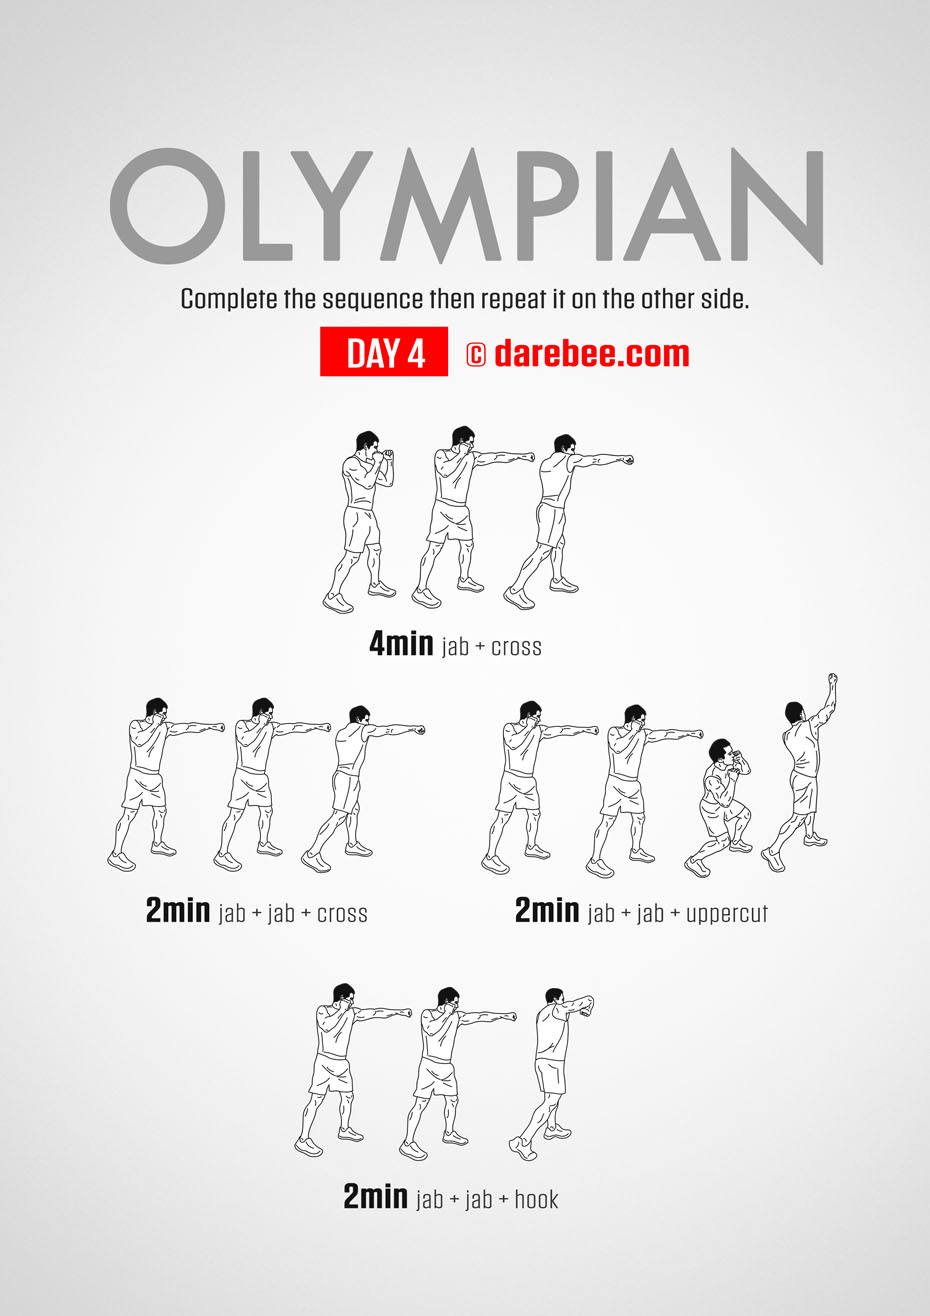 OLYMPIAN
Complete the sequence then repeat it on the other side.
DAY 4 © darebee.com
4min jab + cross
2min jab + jab + cross
2min jab + jab + uppercut
2min jab + jab + hook